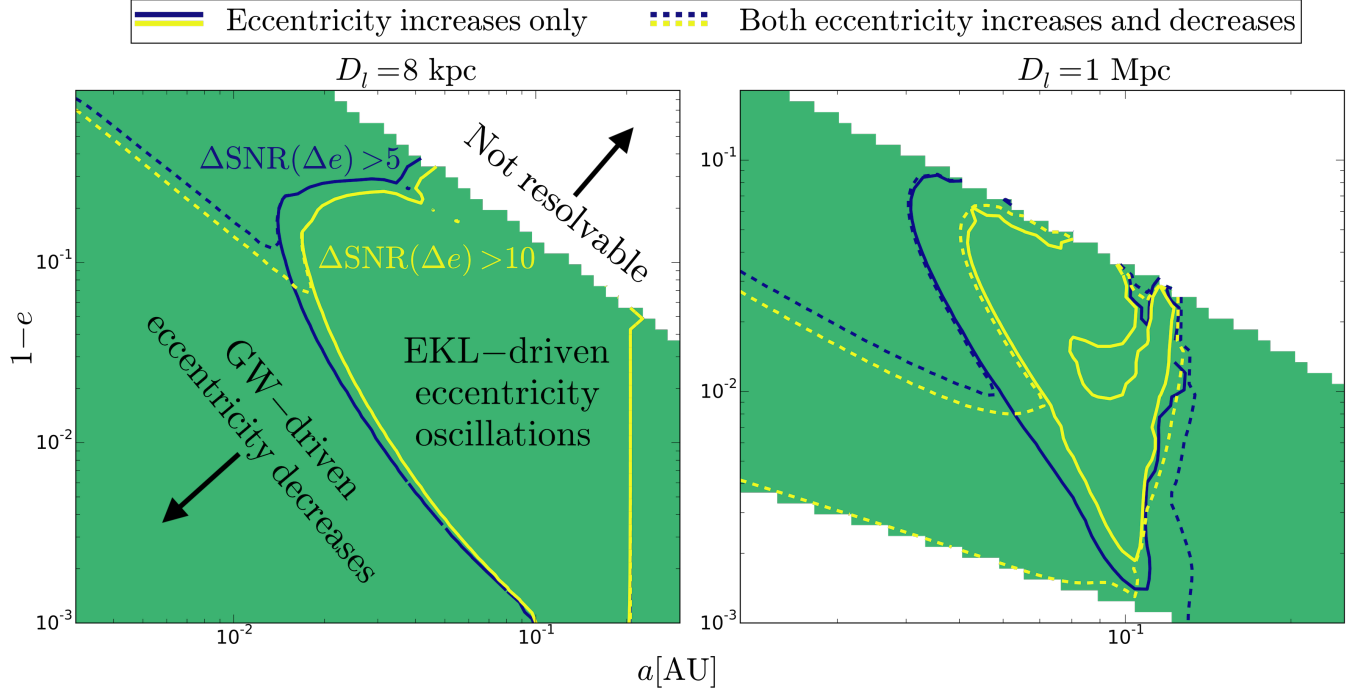 Eccentricity increases only
Both eccentricity increases and decreases
D_l=8 kpc
D_l=1 Mpc
ΔSNR(Δe)>5
Not resolvable
ΔSNR(Δe)>10
EKL−driven
eccentricity
oscillations
GW−driven
eccentricity decreases
1−e
10^-1
10^-2
10^-3
10^-2
10^-1
10^-1
10^-2
10^-3
10^-1
a[AU]